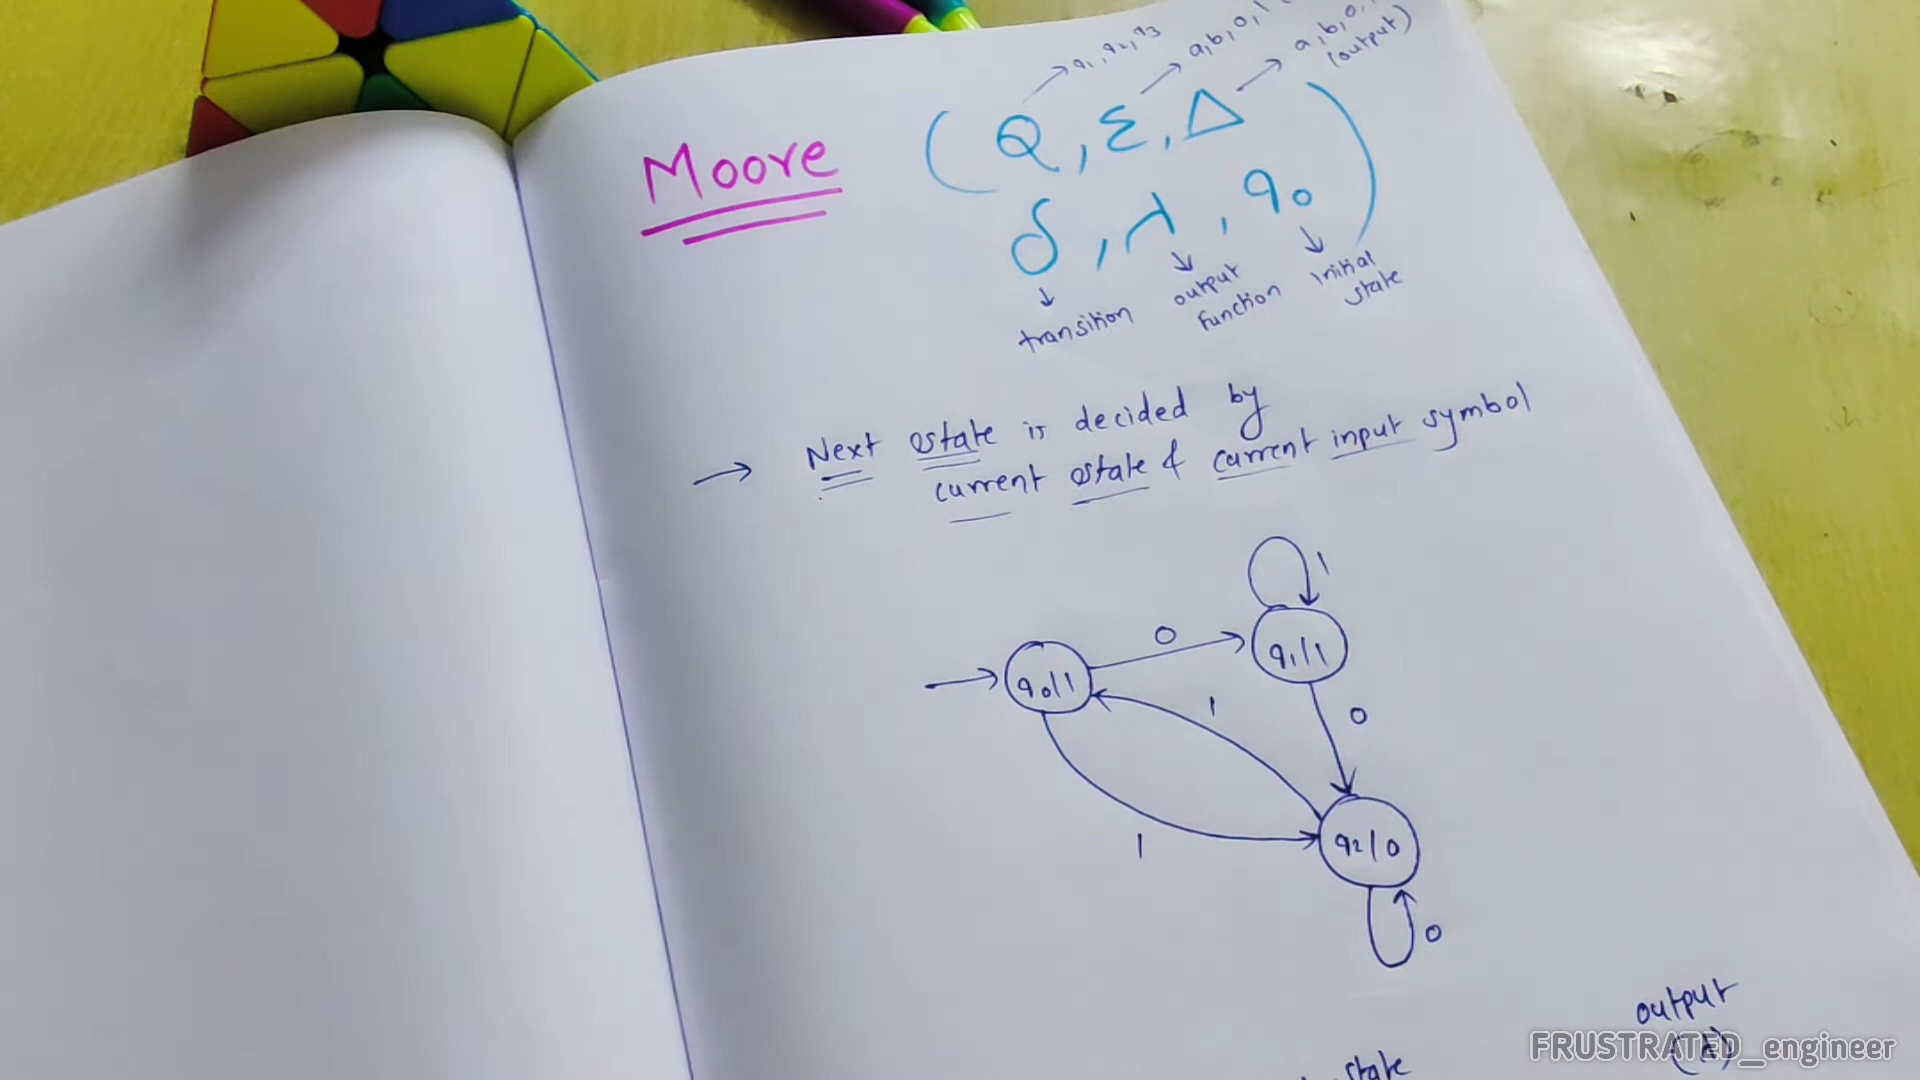 q1, q2, q3
a, b, 0, 1
a, b, 0,
(output)
Moore
(Q, Σ, Δ
δ, λ, q0)
transition
output
function
initial
state
→ Next state is decided by
current state & current input symbol
1
0
q0/1
q1/1
1
0
1
q2/0
0
output
(λ)
state
FRUSTRATED_engineer